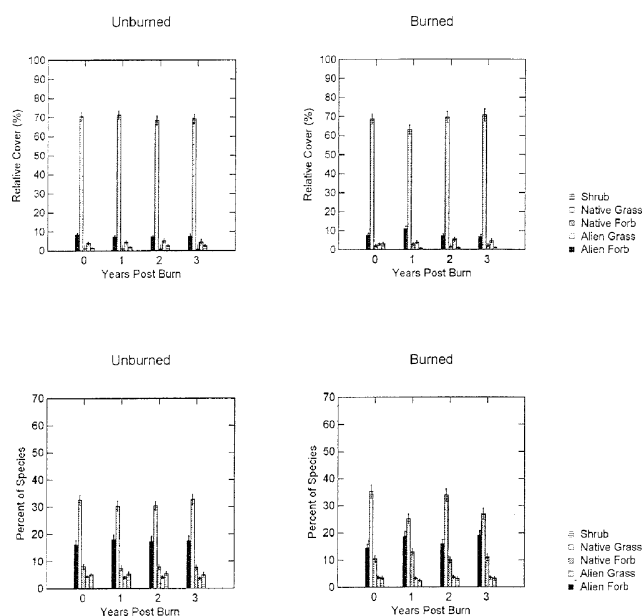 Unburned
Burned
Relative Cover (%)
100
90
80
70
60
50
40
30
20
10
0
0 1 2 3
Years Post Burn
Relative Cover (%)
100
90
80
70
60
50
40
30
20
10
0
0 1 2 3
Years Post Burn
Shrub
Native Grass
Native Forb
Alien Grass
Alien Forb
Unburned
Burned
Percent of Species
70
60
50
40
30
20
10
0
0 1 2 3
Years Post Burn
Percent of Species
70
60
50
40
30
20
10
0
0 1 2 3
Years Post Burn
Shrub
Native Grass
Native Forb
Alien Grass
Alien Forb